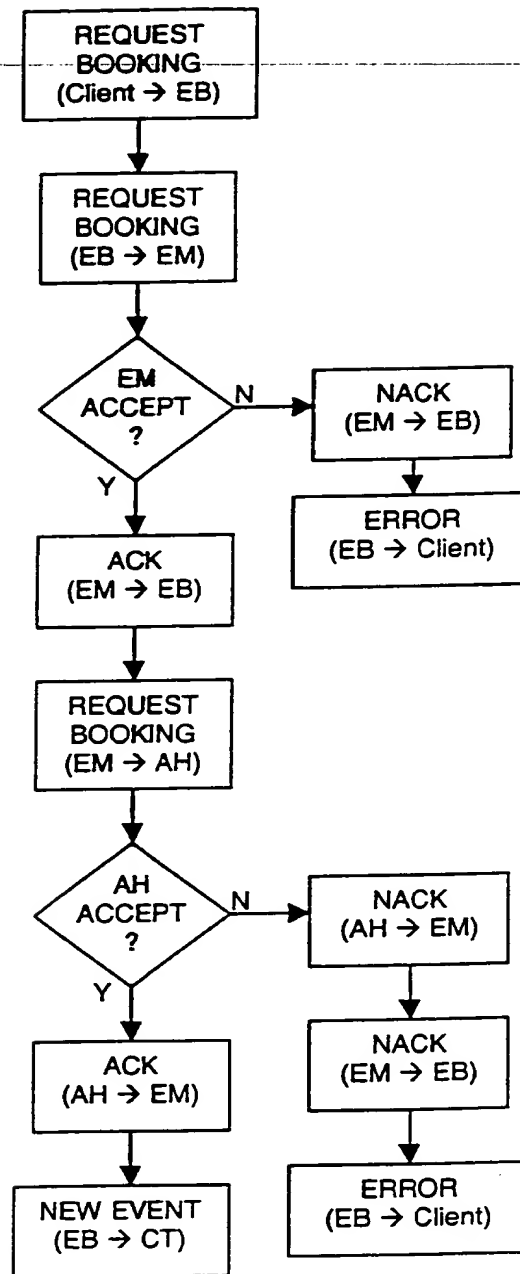 REQUEST
BOOKING
(Client → EB)
REQUEST
BOOKING
(EB → EM)
EM
ACCEPT
?
N
NACK
(EM → EB)
ERROR
(EB → Client)
Y
ACK
(EM → EB)
REQUEST
BOOKING
(EM → AH)
AH
ACCEPT
?
N
NACK
(AH → EM)
NACK
(EM → EB)
ERROR
(EB → Client)
Y
ACK
(AH → EM)
NEW EVENT
(EB → CT)